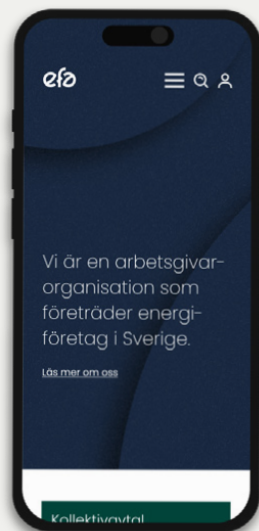 efa
Vi är en arbetsgivar-
organisation som
företräder energi-
företag i Sverige.
Läs mer om oss
Kollektivavtal